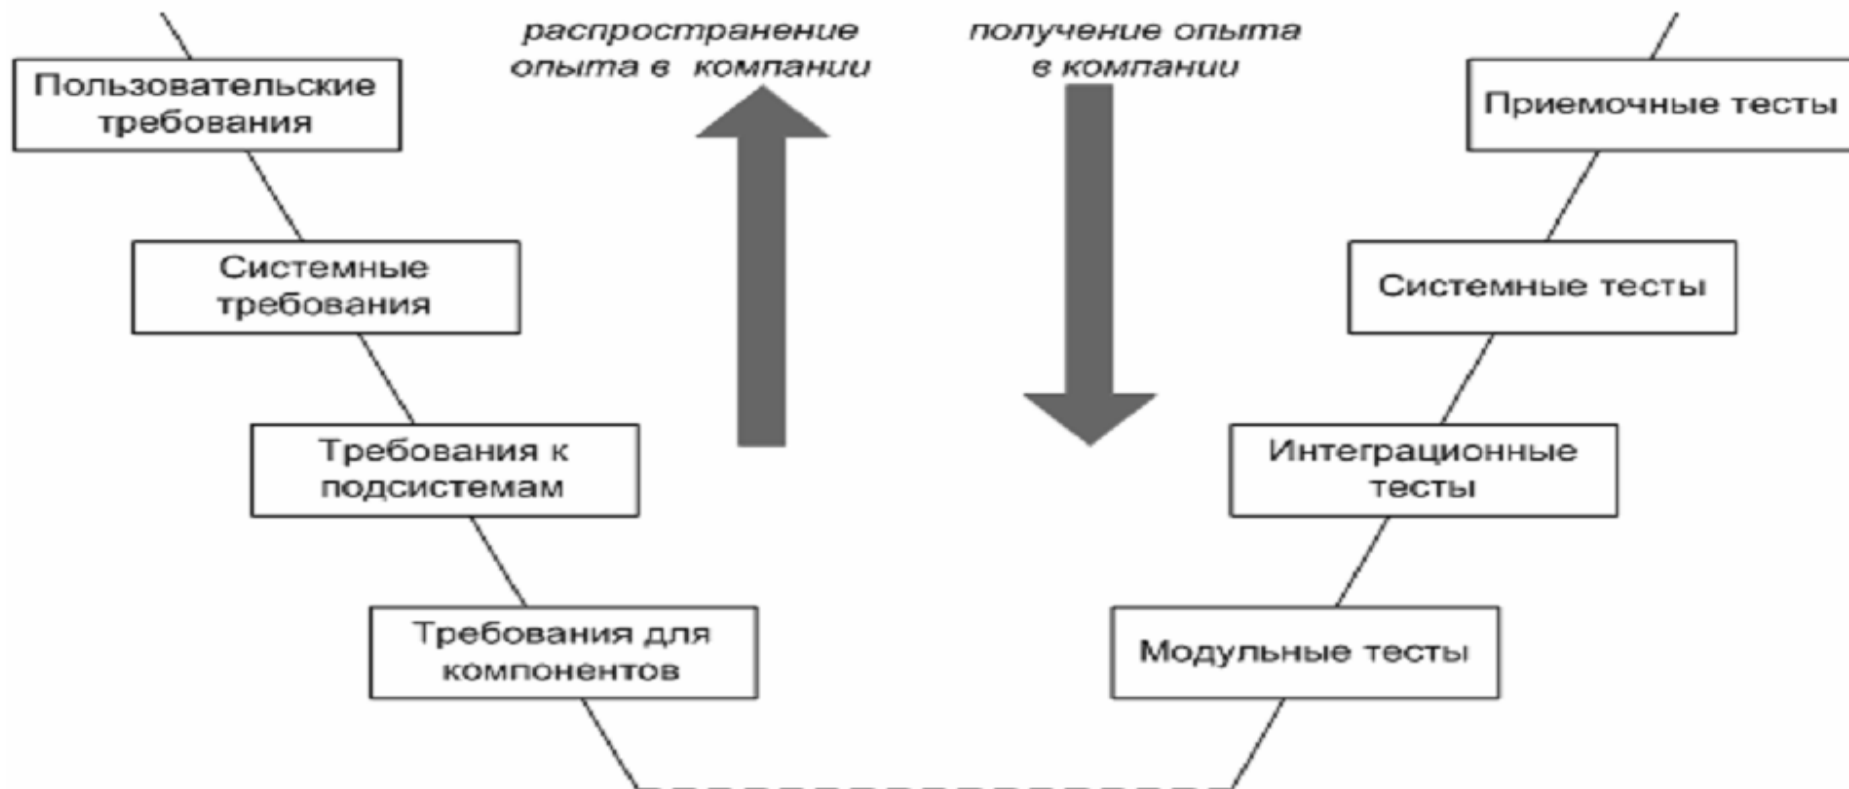 распространение
опыта в компании
получение опыта
в компании
Пользовательские
требования
Приемочные тесты
Системные
требования
Системные тесты
Требования к
подсистемам
Интеграционные
тесты
Требования для
компонентов
Модульные тесты